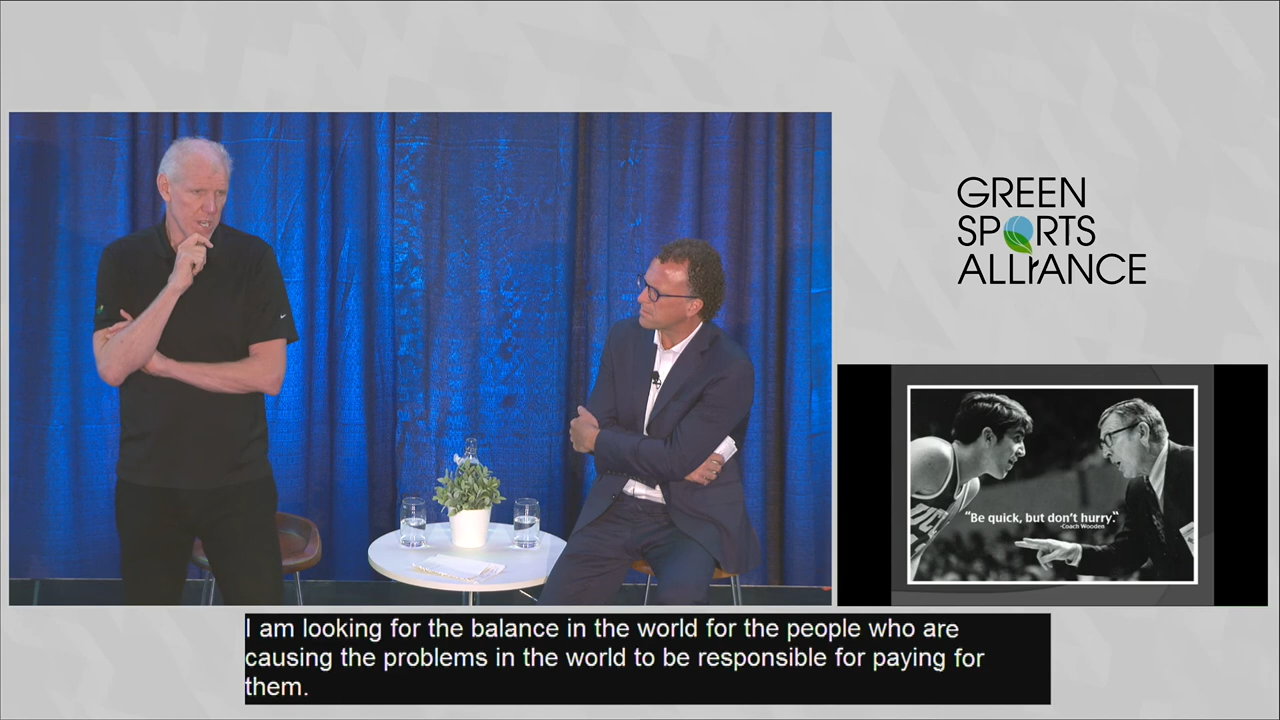 GREEN
SPORTS
ALLIANCE
"Be quick, but don't hurry."
-Coach Wooden
I am looking for the balance in the world for the people who are
causing the problems in the world to be responsible for paying for
them.